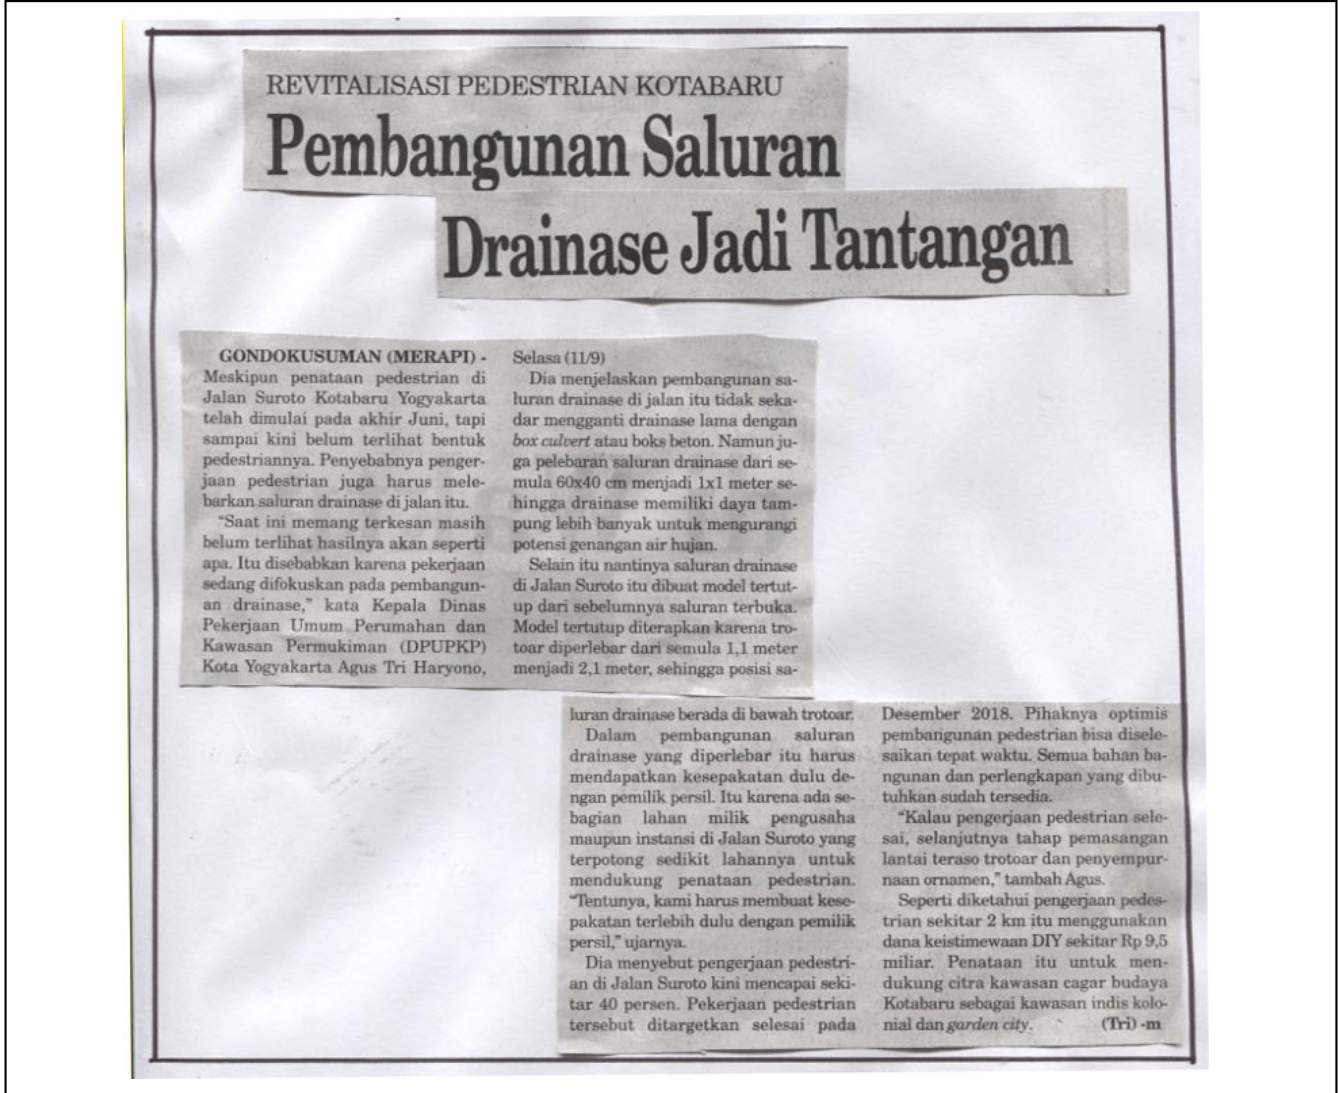 REVITALISASI PEDESTRIAN KOTABARU
Pembangunan Saluran
Drainase Jadi Tantangan
GONDOKUSUMAN (MERAPI) -
Meskipun penataan pedestrian di
Jalan Suroto Kotabaru Yogyakarta
telah dimulai pada akhir Juni, tapi
sampai kini belum terlihat bentuk
pedestriannya. Penyebabnya penger-
jaan pedestrian juga harus mele-
barkan saluran drainase di jalan itu.
"Saat ini memang terkesan masih
belum terlihat hasilnya akan seperti
apa. Itu disebabkan karena pekerjaan
sedang difokuskan pada pembangun-
an drainase," kata Kepala Dinas
Pekerjaan Umum Perumahan dan
Kawasan Permukiman (DPUPKP)
Kota Yogyakarta Agus Tri Haryono,
Selasa (11/9)
Dia menjelaskan pembangunan sa-
luran drainase di jalan itu tidak seka-
dar mengganti drainase lama dengan
box culvert atau boks beton. Namun ju-
ga pelebaran saluran drainase dari se-
mula 60x40 cm menjadi 1x1 meter se-
hingga drainase memiliki daya tam-
pung lebih banyak untuk mengurangi
potensi genangan air hujan.
Selain itu nantinya saluran drainase
di Jalan Suroto itu dibuat model tertut-
up dari sebelumnya saluran terbuka.
Model tertutup diterapkan karena tro-
toar diperlebar dari semula 1,1 meter
menjadi 2,1 meter, sehingga posisi sa-
luran drainase berada di bawah trotoar.
Dalam pembangunan saluran
drainase yang diperlebar itu harus
mendapatkan kesepakatan dulu de-
ngan pemilik persil. Itu karena ada se-
bagian lahan milik pengusaha
maupun instansi di Jalan Suroto yang
terpotong sedikit lahannya untuk
mendukung penataan pedestrian.
"Tentunya, kami harus membuat kese-
pakatan terlebih dulu dengan pemilik
persil," ujarnya.
Dia menyebut pengerjaan pedestri-
an di Jalan Suroto kini mencapai seki-
tar 40 persen. Pekerjaan pedestrian
tersebut ditargetkan selesai pada
Desember 2018. Pihaknya optimis
pembangunan pedestrian bisa disele-
saikan tepat waktu. Semua bahan ba-
ngunan dan perlengkapan yang dibu-
tuhkan sudah tersedia.
"Kalau pengerjaan pedestrian sele-
sai, selanjutnya tahap pemasangan
lantai teraso trotoar dan penyempur-
naan ornamen," tambah Agus.
Seperti diketahui pengerjaan pedes-
trian sekitar 2 km itu menggunakan
dana keistimewaan DIY sekitar Rp 9,5
miliar. Penataan itu untuk men-
dukung citra kawasan cagar budaya
Kotabaru sebagai kawasan indis kolo-
nial dan garden city. (Tri) -m